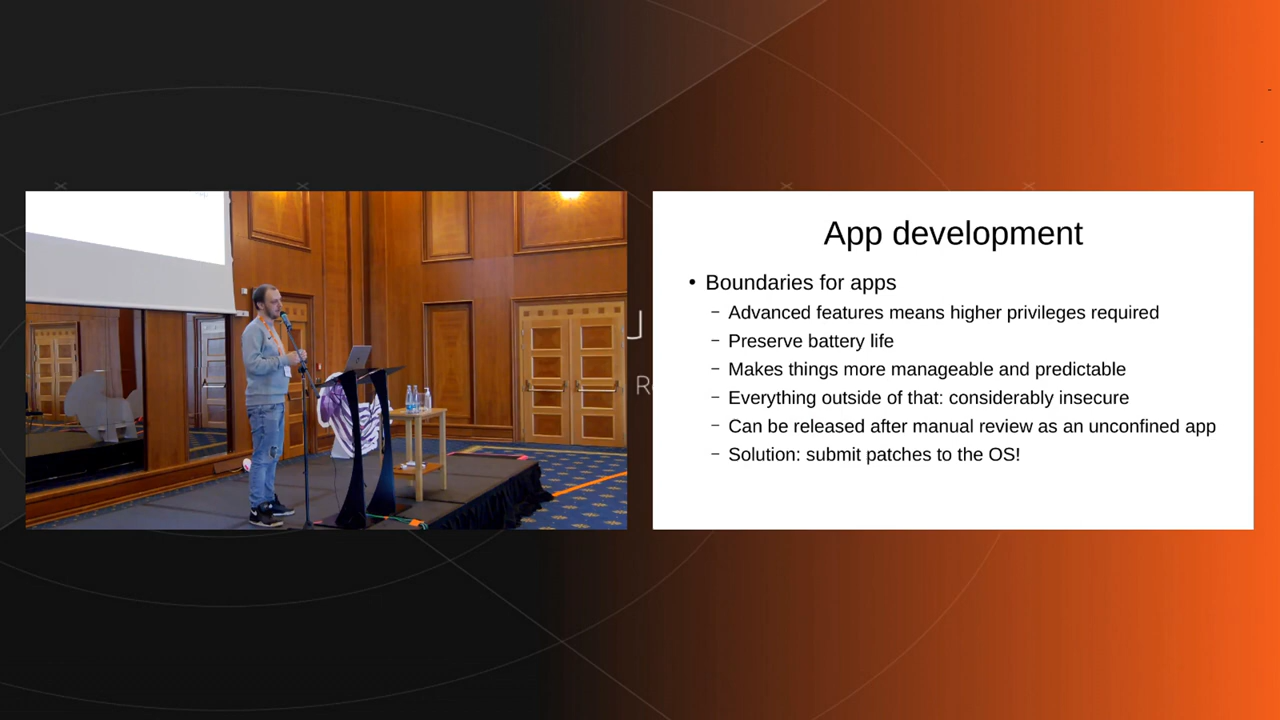 App development
• Boundaries for apps
– Advanced features means higher privileges required
– Preserve battery life
– Makes things more manageable and predictable
– Everything outside of that: considerably insecure
– Can be released after manual review as an unconfined app
– Solution: submit patches to the OS!